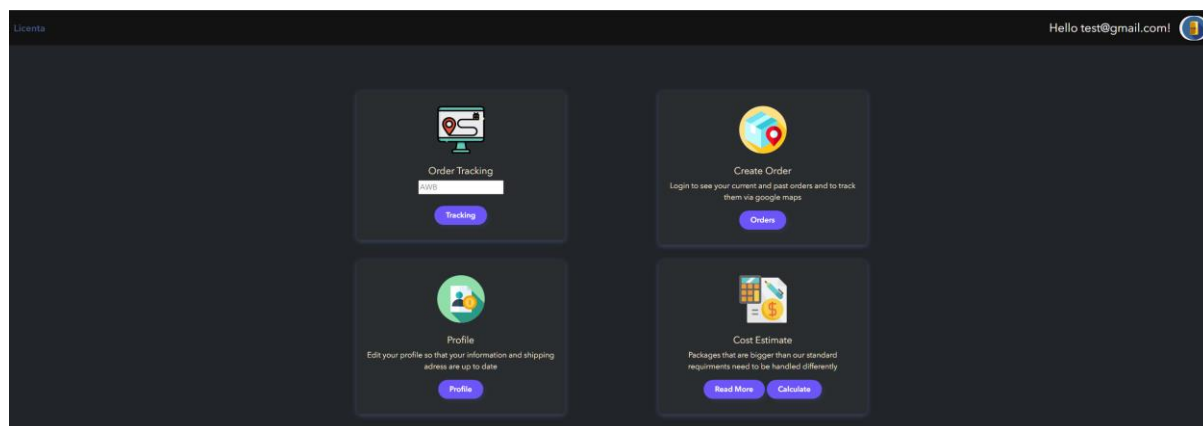 Licenta
Hello test@gmail.com!
Order Tracking
AWB
Tracking
Create Order
Login to see your current and past orders and to track
them via google maps
Orders
Profile
Edit your profile so that your information and shipping
adress are up to date
Profile
Cost Estimate
Packages that are bigger than our standard
requirments need to be handled differently
Read More
Calculate